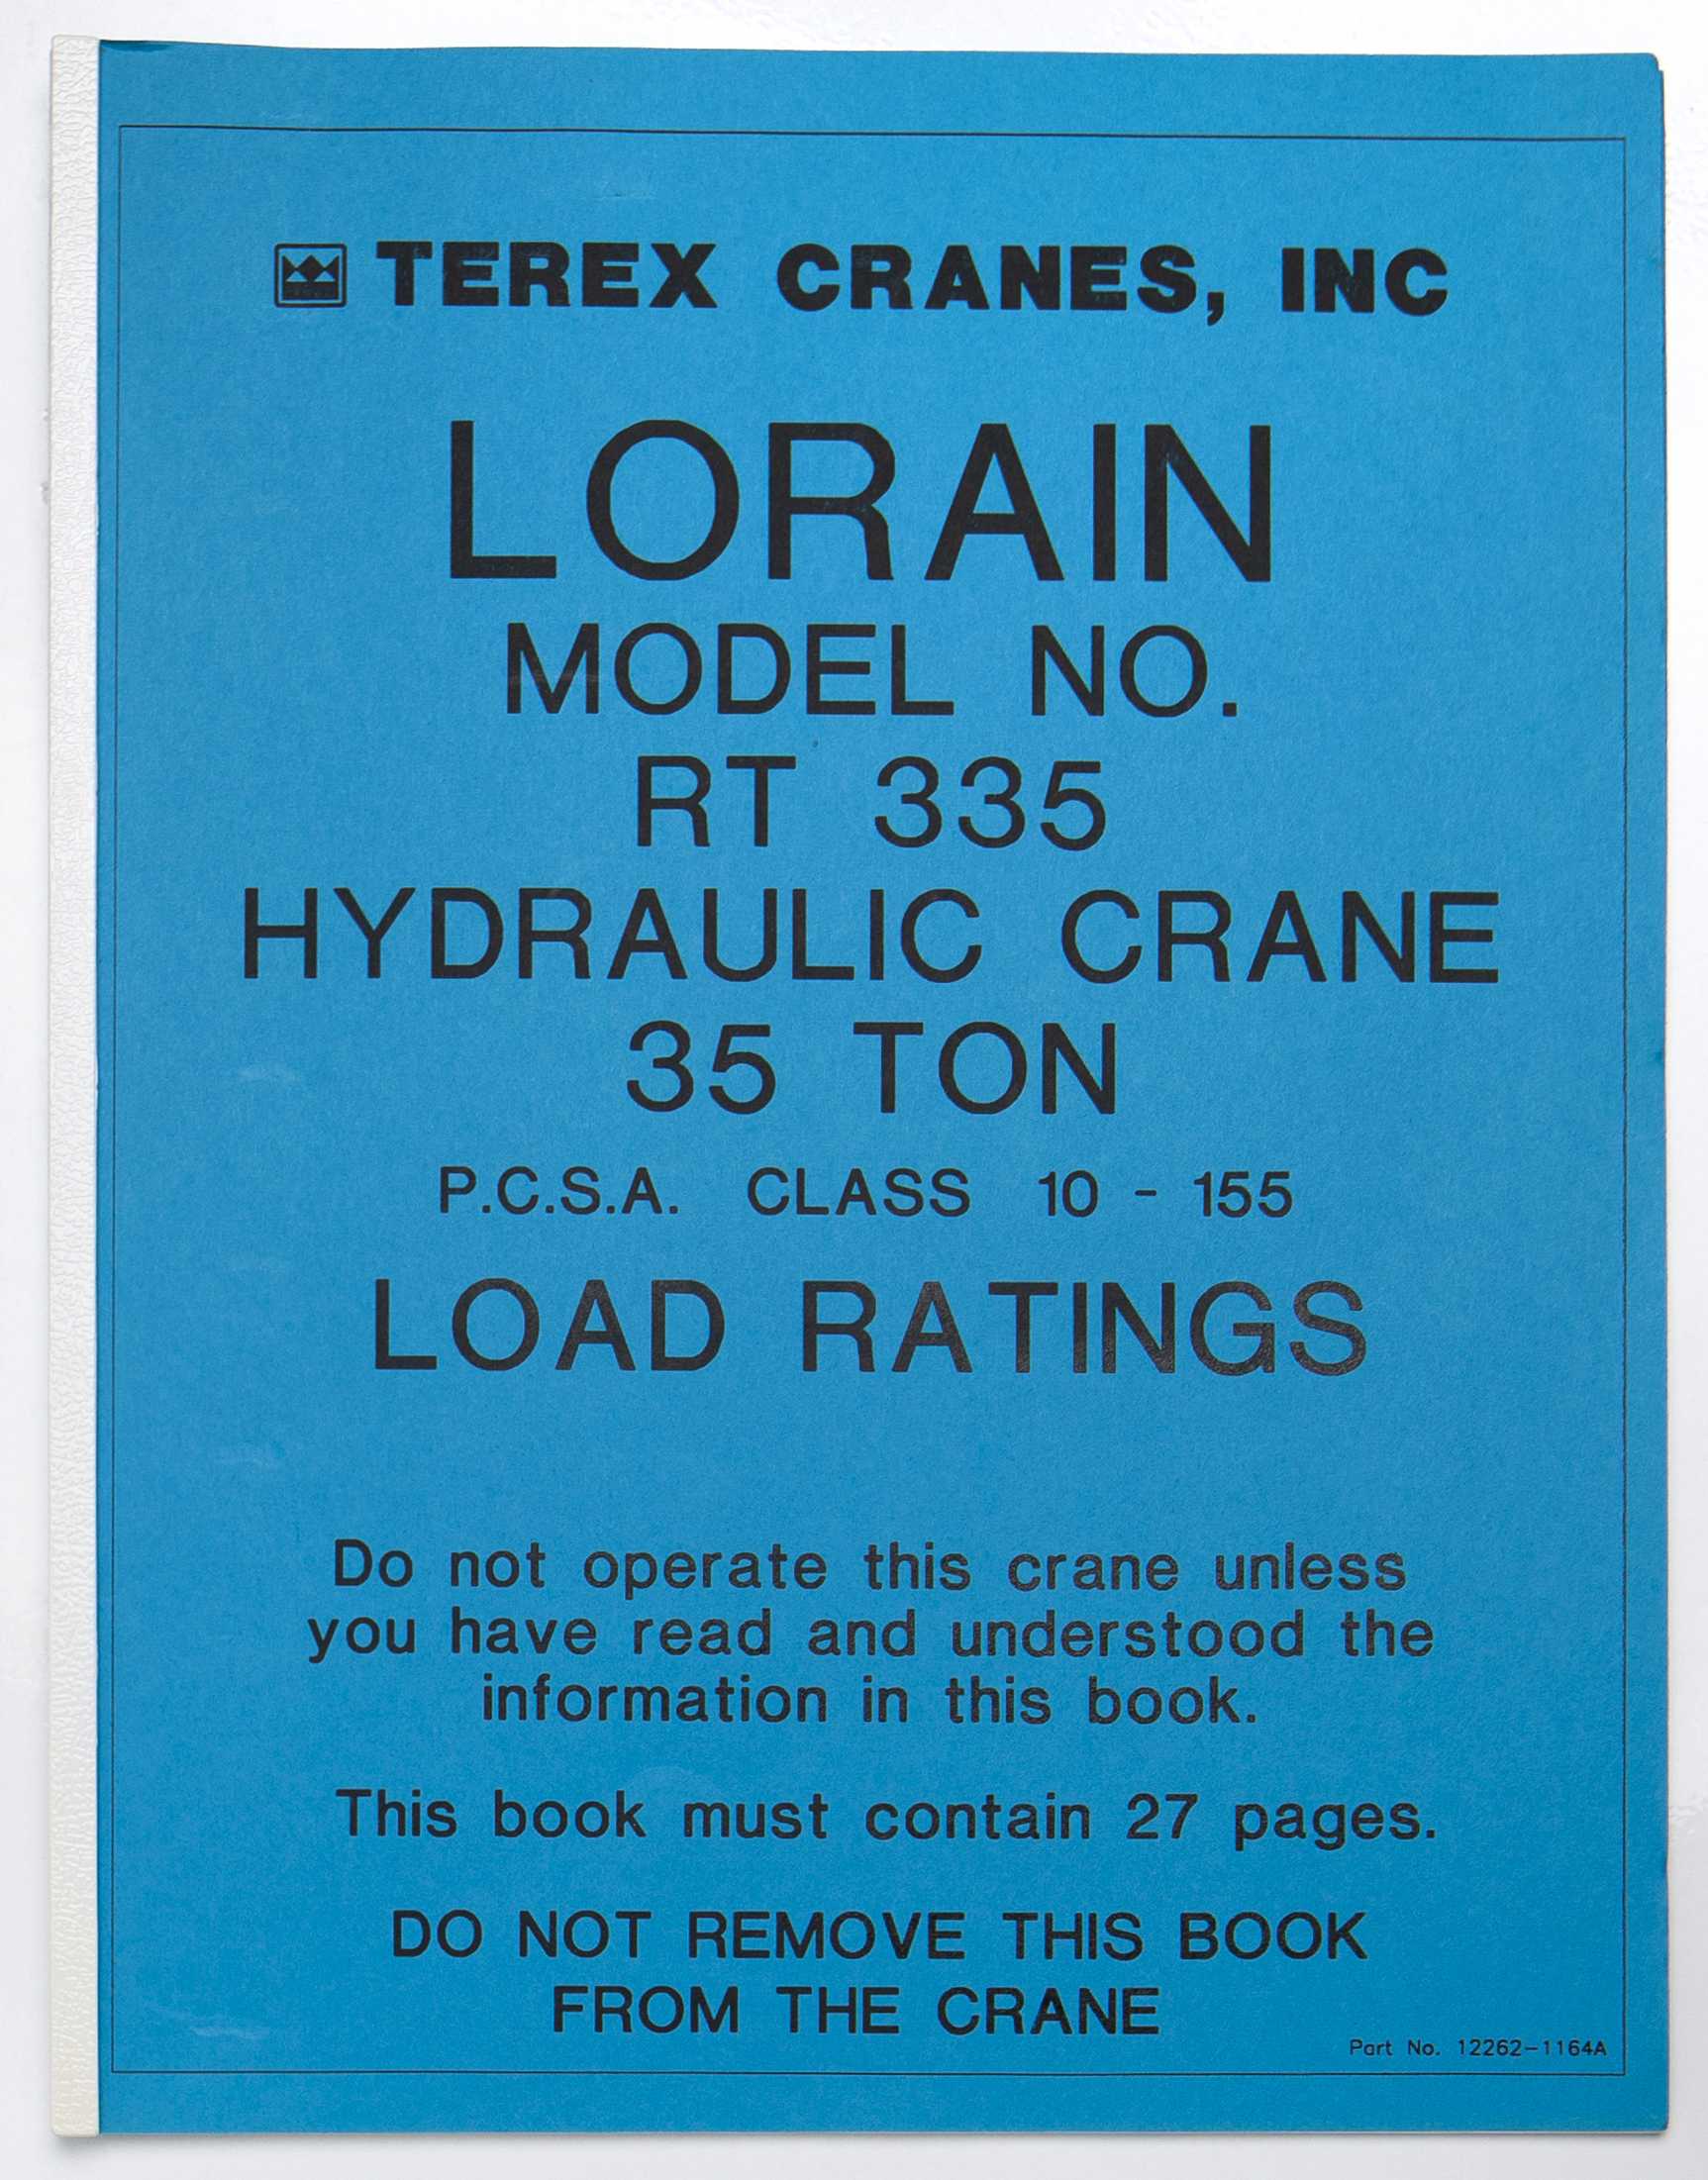 TEREX CRANES, INC
LORAIN
MODEL NO.
RT 335
HYDRAULIC CRANE
35 TON
P.C.S.A. CLASS 10 - 155
LOAD RATINGS
Do not operate this crane unless
you have read and understood the
information in this book.
This book must contain 27 pages.
DO NOT REMOVE THIS BOOK
FROM THE CRANE
Part No. 12262-1164A